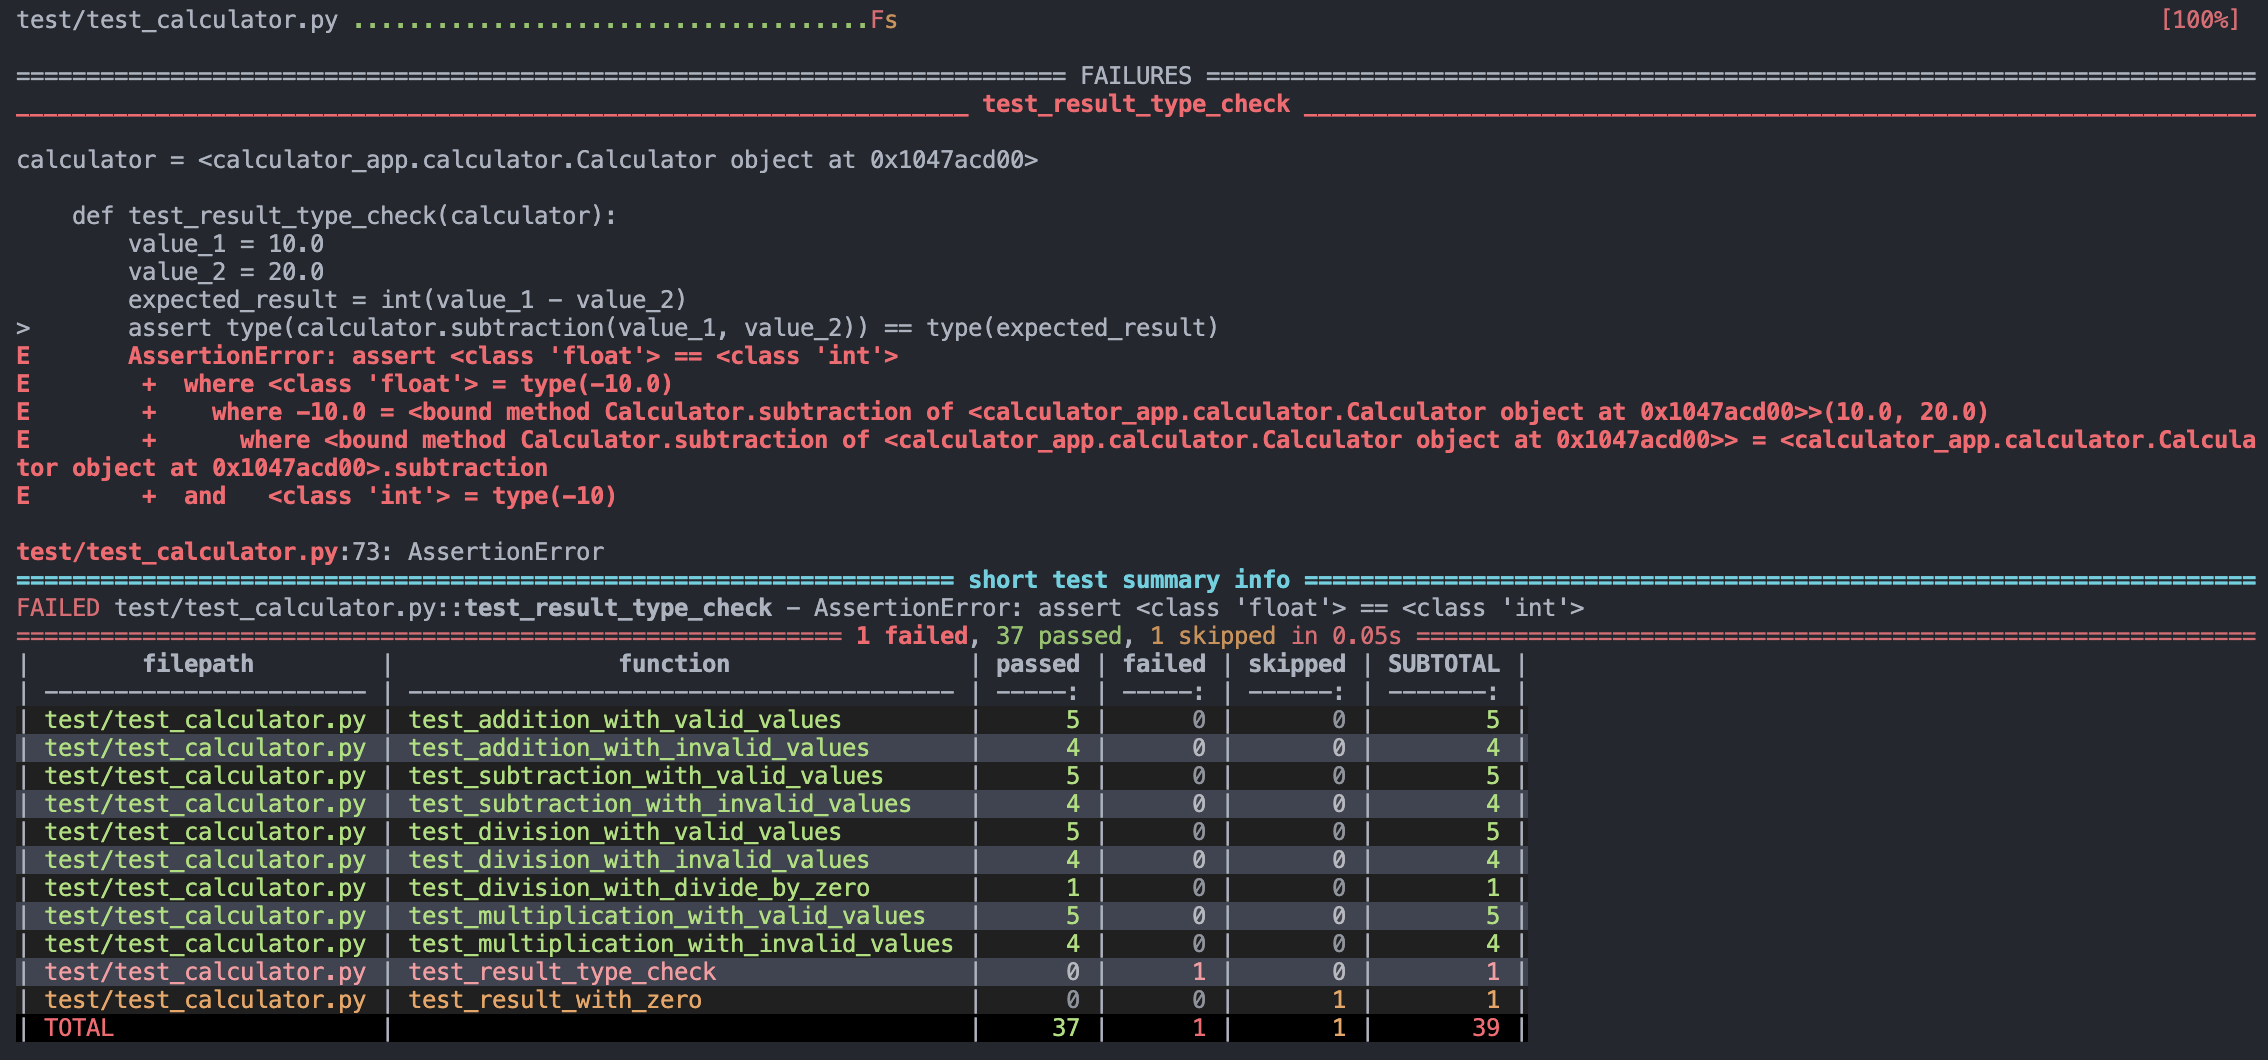 test/test_calculator.py .....................................Fs [100%]
=========================================================================== FAILURES ===========================================================================
____________________________________________________________________ test_result_type_check ____________________________________________________________________
calculator = <calculator_app.calculator.Calculator object at 0x1047acd00>
    def test_result_type_check(calculator):
        value_1 = 10.0
        value_2 = 20.0
        expected_result = int(value_1 - value_2)
>       assert type(calculator.subtraction(value_1, value_2)) == type(expected_result)
E       AssertionError: assert <class 'float'> == <class 'int'>
E        +  where <class 'float'> = type(-10.0)
E        +    where -10.0 = <bound method Calculator.subtraction of <calculator_app.calculator.Calculator object at 0x1047acd00>>(10.0, 20.0)
E        +      where <bound method Calculator.subtraction of <calculator_app.calculator.Calculator object at 0x1047acd00>> = <calculator_app.calculator.Calcula
tor object at 0x1047acd00>.subtraction
E        +  and   <class 'int'> = type(-10)
test/test_calculator.py:73: AssertionError
=================================================================== short test summary info ====================================================================
FAILED test/test_calculator.py::test_result_type_check - AssertionError: assert <class 'float'> == <class 'int'>
=========================================================== 1 failed, 37 passed, 1 skipped in 0.05s ============================================================
|        filepath         |                function                 | passed | failed | skipped | SUBTOTAL |
| ----------------------- | --------------------------------------- | -----: | -----: | ------: | -------: |
| test/test_calculator.py | test_addition_with_valid_values         |      5 |      0 |       0 |        5 |
| test/test_calculator.py | test_addition_with_invalid_values       |      4 |      0 |       0 |        4 |
| test/test_calculator.py | test_subtraction_with_valid_values      |      5 |      0 |       0 |        5 |
| test/test_calculator.py | test_subtraction_with_invalid_values    |      4 |      0 |       0 |        4 |
| test/test_calculator.py | test_division_with_valid_values         |      5 |      0 |       0 |        5 |
| test/test_calculator.py | test_division_with_invalid_values       |      4 |      0 |       0 |        4 |
| test/test_calculator.py | test_division_with_divide_by_zero       |      1 |      0 |       0 |        1 |
| test/test_calculator.py | test_multiplication_with_valid_values   |      5 |      0 |       0 |        5 |
| test/test_calculator.py | test_multiplication_with_invalid_values |      4 |      0 |       0 |        4 |
| test/test_calculator.py | test_result_type_check                  |      0 |      1 |       0 |        1 |
| test/test_calculator.py | test_result_with_zero                   |      0 |      0 |       1 |        1 |
| TOTAL                   |                                         |     37 |      1 |       1 |       39 |